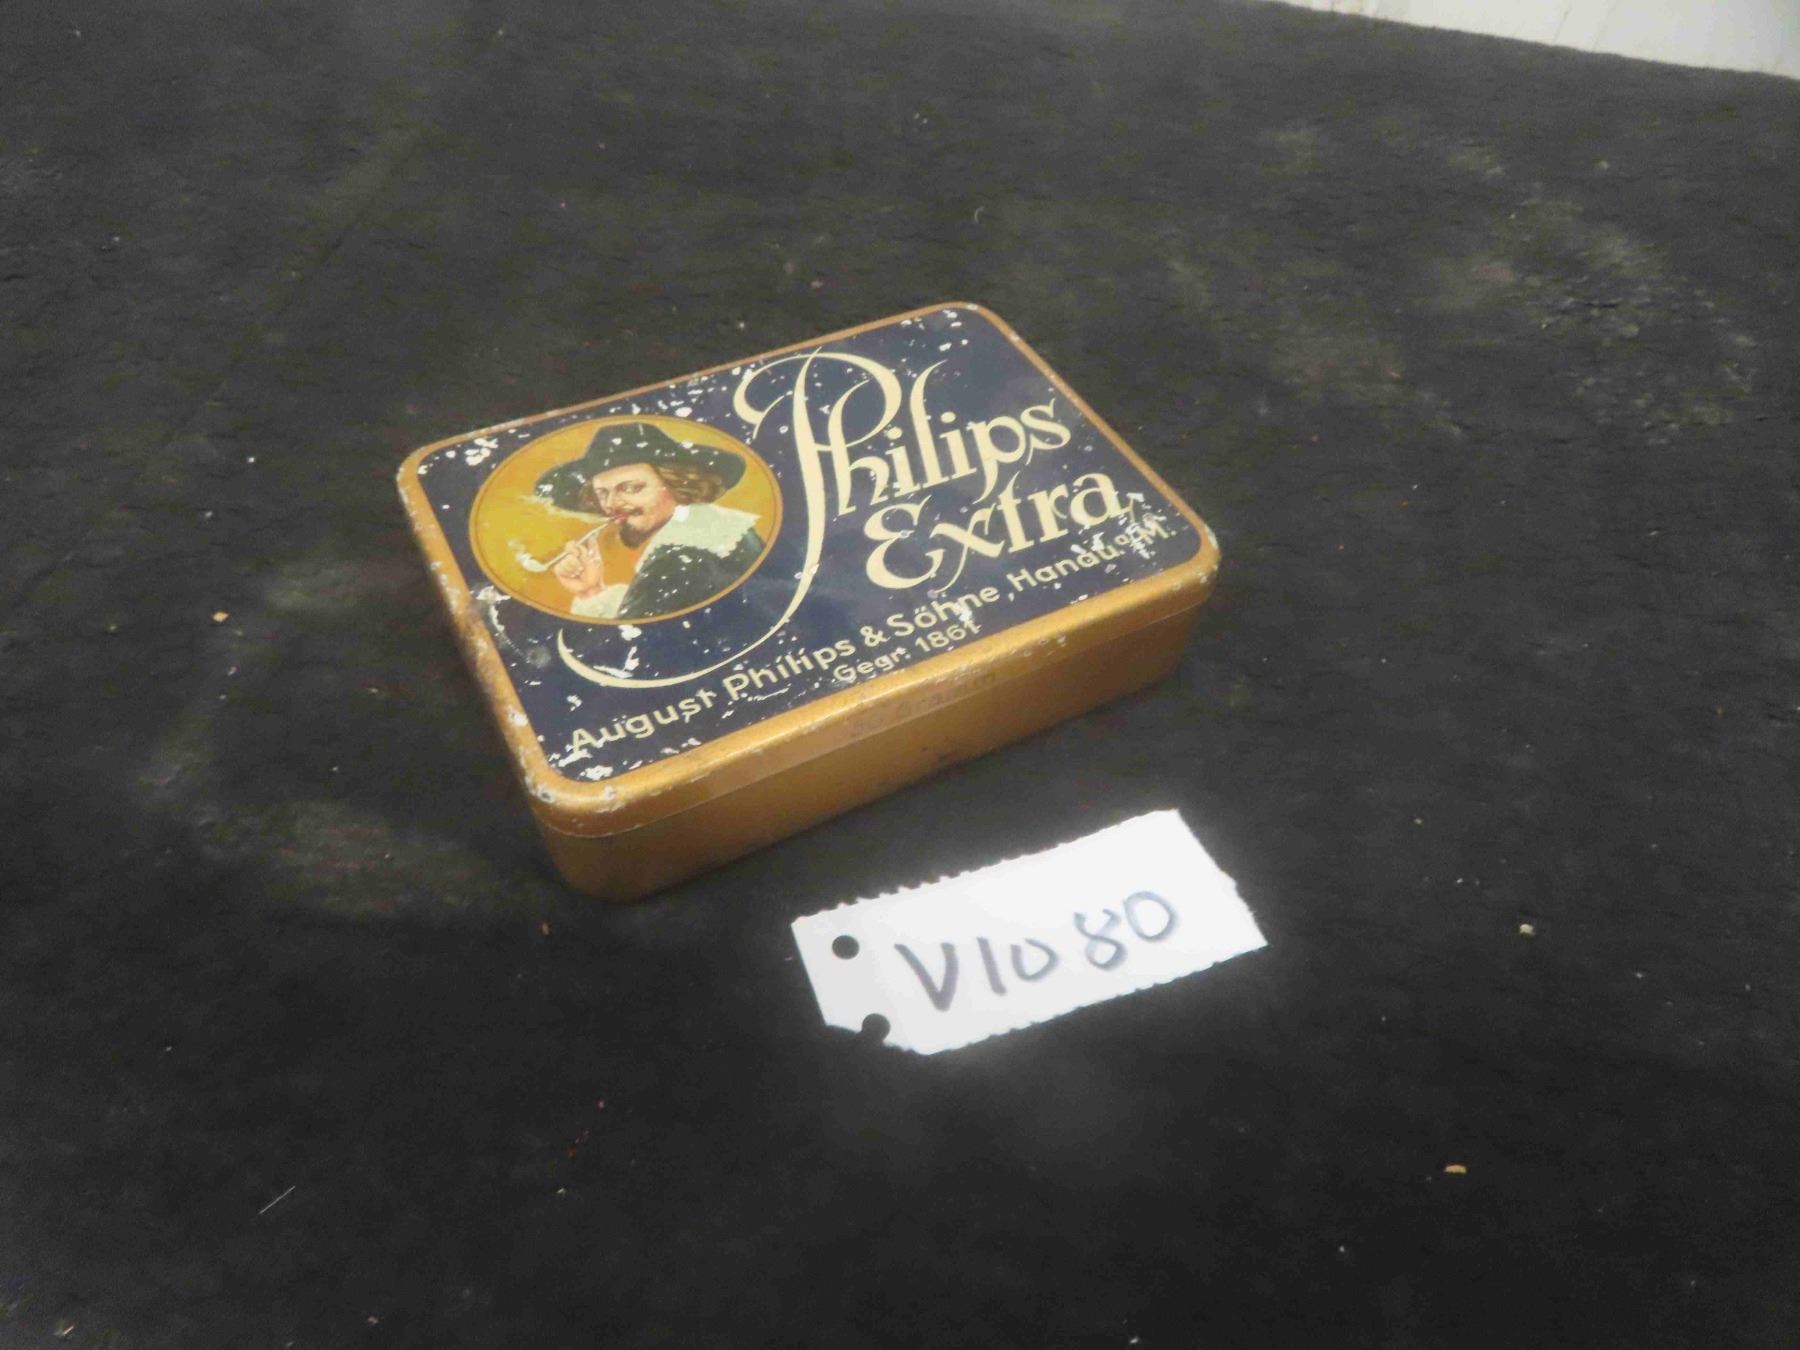 Philips
Extra
August Philips & Söhne, Hanau a/M.
Gegr. 1861
V1080